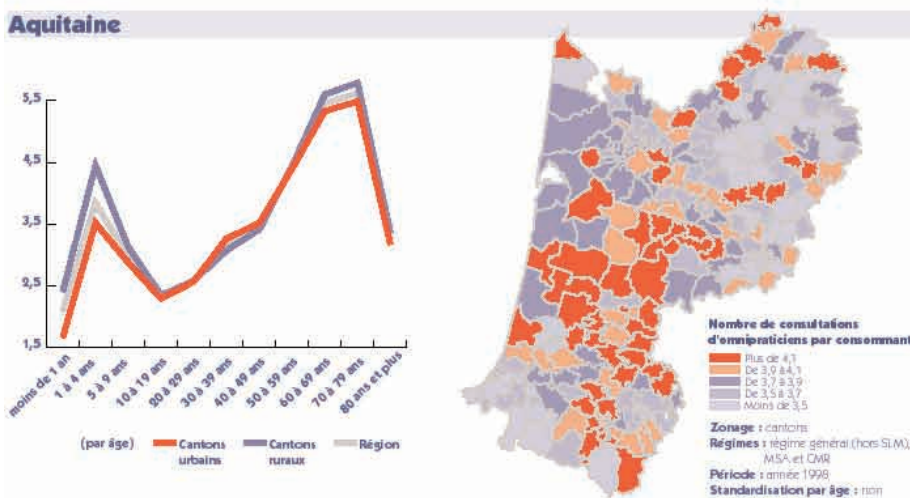 Aquitaine
5,5
4,5
3,5
2,5
1,5
moins de 1 an
1 à 4 ans
5 à 9 ans
10 à 19 ans
20 à 29 ans
30 à 39 ans
40 à 49 ans
50 à 59 ans
60 à 69 ans
70 à 79 ans
80 ans et plus
(par âge)
Cantons urbains
Cantons ruraux
Région
Nombre de consultations
d'omnipraticiens par consommant
Plus de 4,1
De 3,9 à 4,1
De 3,7 à 3,9
De 3,5 à 3,7
Moins de 3,5
Zonage : cantons
Régimes : régime général (hors SLM),
MSA et CMR
Période : année 1998
Standardisation par âge : non